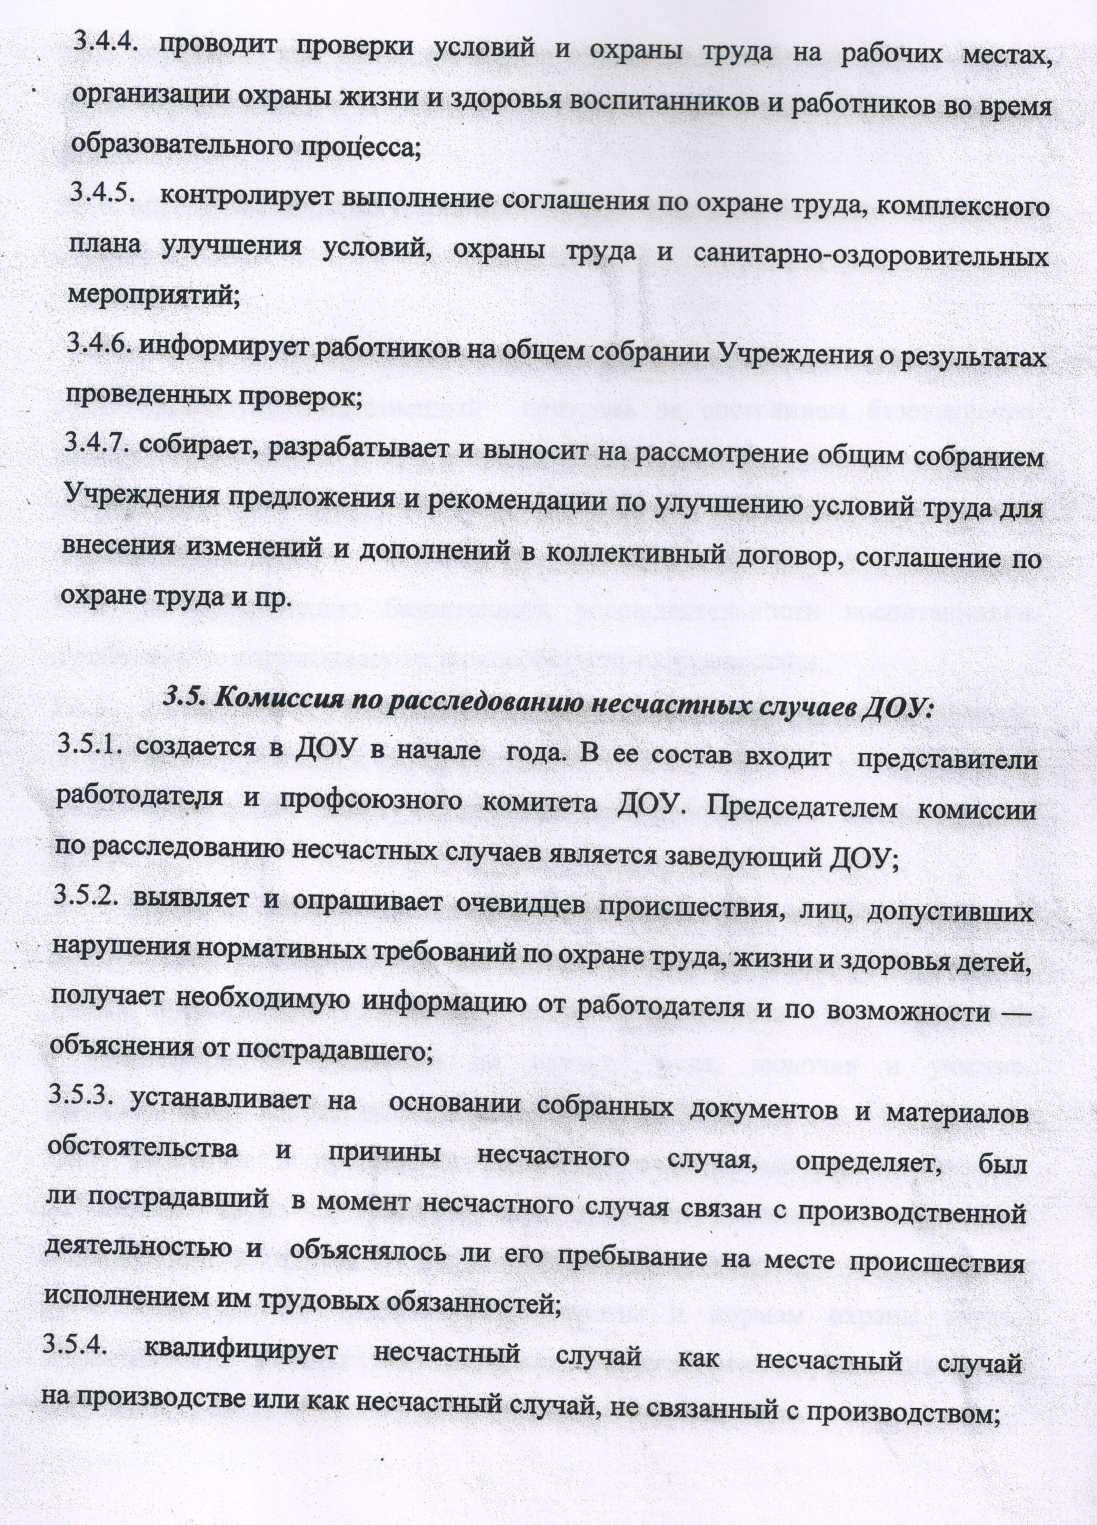 3.4.4. проводит проверки условий и охраны труда на рабочих местах,
организации охраны жизни и здоровья воспитанников и работников во время
образовательного процесса;
3.4.5. контролирует выполнение соглашения по охране труда, комплексного
плана улучшения условий, охраны труда и санитарно-оздоровительных
мероприятий;
3.4.6. информирует работников на общем собрании Учреждения о результатах
проведенных проверок;
3.4.7. собирает, разрабатывает и выносит на рассмотрение общим собранием
Учреждения предложения и рекомендации по улучшению условий труда для
внесения изменений и дополнений в коллективный договор, соглашение по
охране труда и пр.
3.5. Комиссия по расследованию несчастных случаев ДОУ:
3.5.1. создается в ДОУ в начале года. В ее состав входит представители
работодателя и профсоюзного комитета ДОУ. Председателем комиссии
по расследованию несчастных случаев является заведующий ДОУ;
3.5.2. выявляет и опрашивает очевидцев происшествия, лиц, допустивших
нарушения нормативных требований по охране труда, жизни и здоровья детей,
получает необходимую информацию от работодателя и по возможности —
объяснения от пострадавшего;
3.5.3. устанавливает на основании собранных документов и материалов
обстоятельства и причины несчастного случая, определяет, был
ли пострадавший в момент несчастного случая связан с производственной
деятельностью и объяснялось ли его пребывание на месте происшествия
исполнением им трудовых обязанностей;
3.5.4. квалифицирует несчастный случай как несчастный случай
на производстве или как несчастный случай, не связанный с производством;